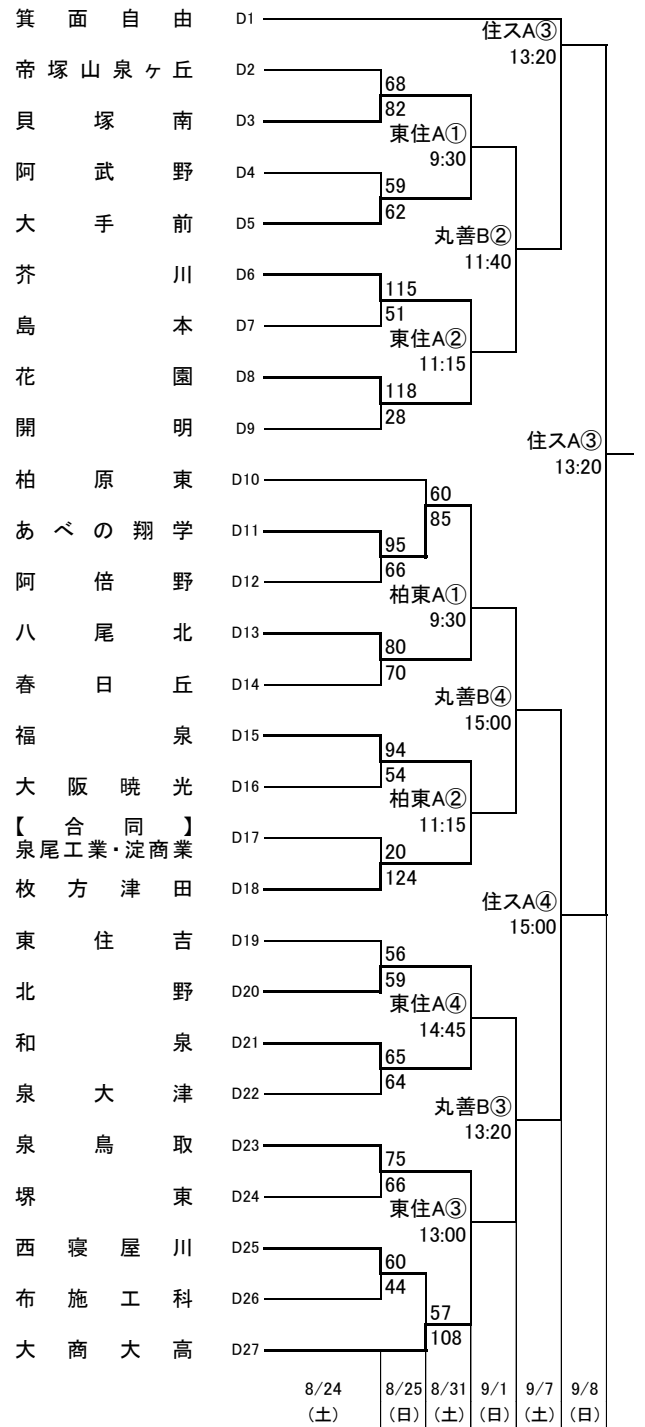 箕面自由 D1
住スA③
13:20
帝塚山泉ヶ丘 D2
68
82
貝塚南 D3
東住A①
9:30
阿武野 D4
59
62
大手前 D5
丸善B②
11:40
芥川 D6
115
51
島本 D7
東住A②
11:15
花園 D8
118
28
開明 D9
住スA③
13:20
柏原東 D10
60
85
あべの翔学 D11
95
66
阿倍野 D12
柏東A①
9:30
八尾北 D13
80
70
春日丘 D14
丸善B④
15:00
福泉 D15
94
54
大阪暁光 D16
柏東A②
11:15
【合同】
泉尾工業・淀商業 D17
20
124
枚方津田 D18
住スA④
15:00
東住吉 D19
56
59
北野 D20
東住A④
14:45
和泉 D21
65
64
泉大津 D22
丸善B③
13:20
泉鳥取 D23
75
66
堺東 D24
東住A③
13:00
西寝屋川 D25
60
44
布施工科 D26
57
108
大商大高 D27
8/24 8/25 8/31 9/1 9/7 9/8
(土) (日) (土) (日) (土) (日)